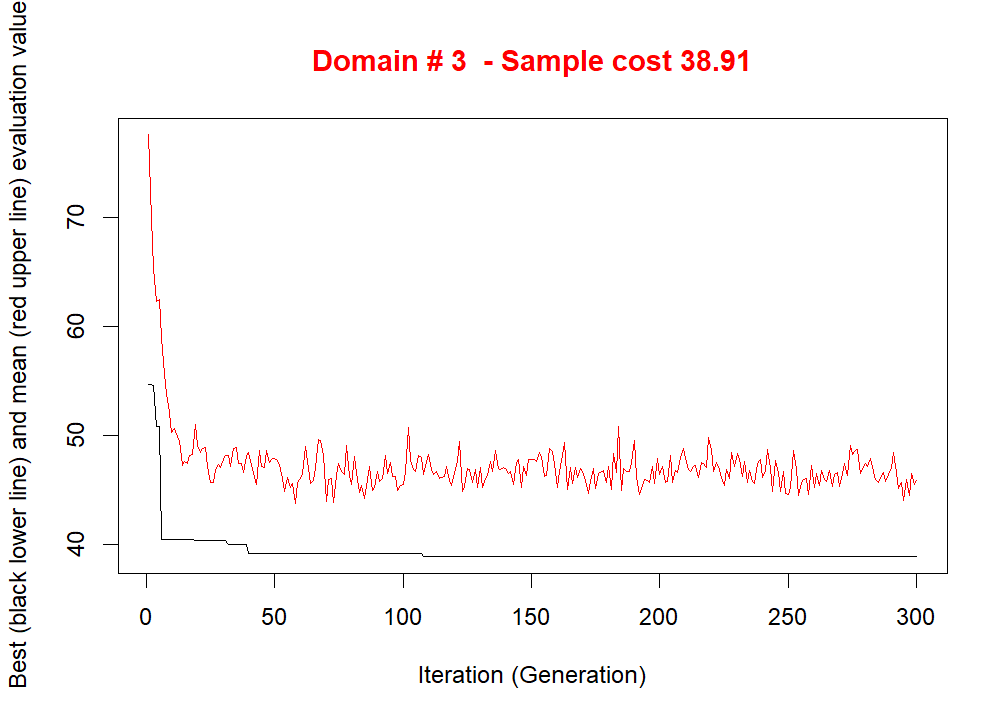 Domain # 3  - Sample cost 38.91
Best (black lower line) and mean (red upper line) evaluation value
70
60
50
40
0 50 100 150 200 250 300
Iteration (Generation)